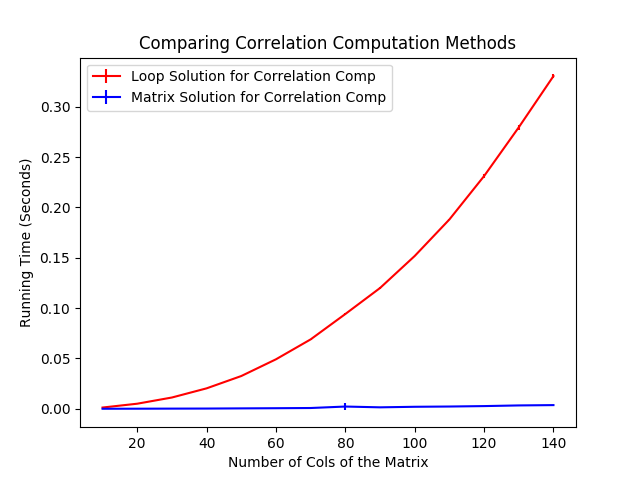 Comparing Correlation Computation Methods
Loop Solution for Correlation Comp
Matrix Solution for Correlation Comp
Running Time (Seconds)
0.30
0.25
0.20
0.15
0.10
0.05
0.00
20 40 60 80 100 120 140
Number of Cols of the Matrix